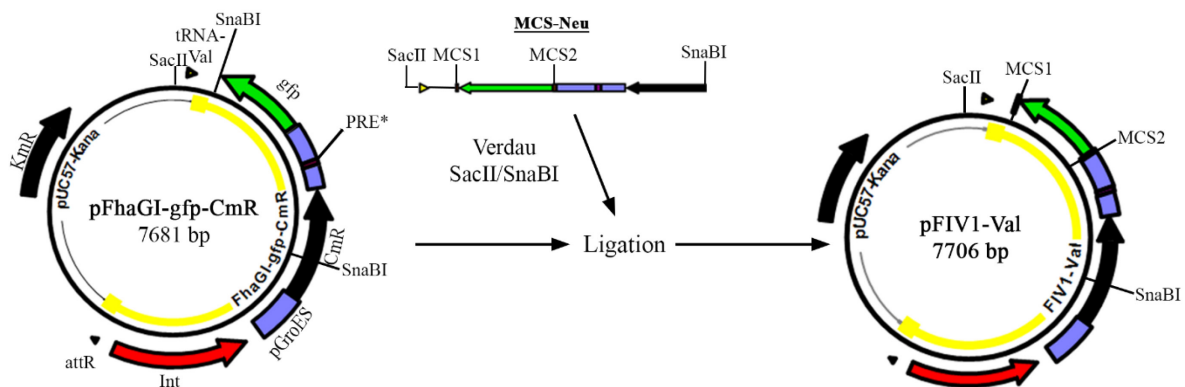 SnaBI
tRNA-
Val
SacII
gfp
PRE*
KmR
pUC57-Kana
pFhaGI-gfp-CmR
7681 bp
FhaGI-gfp-CmR
CmR
SnaBI
pGroES
attR
Int
MCS-Neu
SacII
MCS1
MCS2
SnaBI
Verdau
SacII/SnaBI
Ligation
SacII
MCS1
MCS2
pUC57-Kana
pFIV1-Val
7706 bp
FIV1-Val
SnaBI